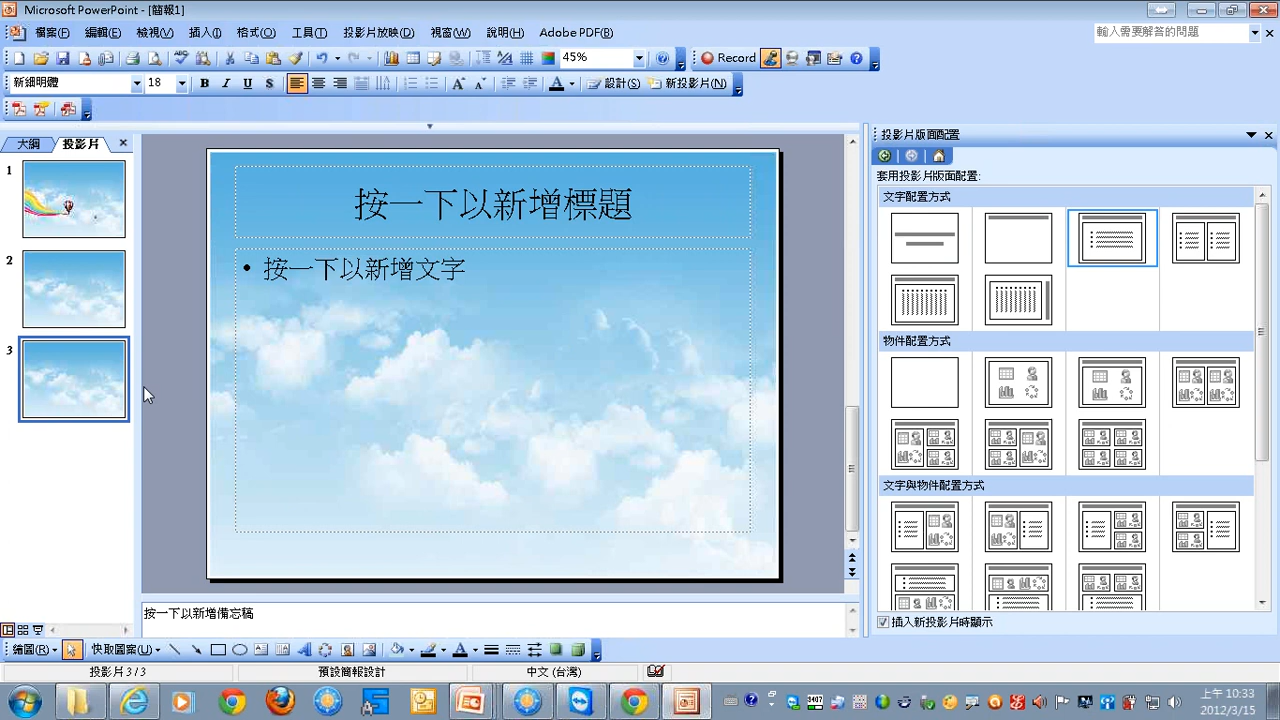 Microsoft PowerPoint - [簡報1]
檔案(F) 編輯(E) 檢視(V) 插入(I) 格式(O) 工具(T) 投影片放映(D) 視窗(W) 說明(H) Adobe PDF(B) 輸入需要解答的問題
45% Record
新細明體 18 B I U S A A A 設計(S) 新投影片(N)
大綱 投影片
投影片版面配置
套用投影片版面配置:
文字配置方式
1
2
3
按一下以新增標題
• 按一下以新增文字
物件配置方式
文字與物件配置方式
按一下以新增備忘稿
插入新投影片時顯示
繪圖(R) 快取圖案(U) A
投影片 3 / 3 預設簡報設計 中文 (台灣)
上午 10:33
2012/3/15